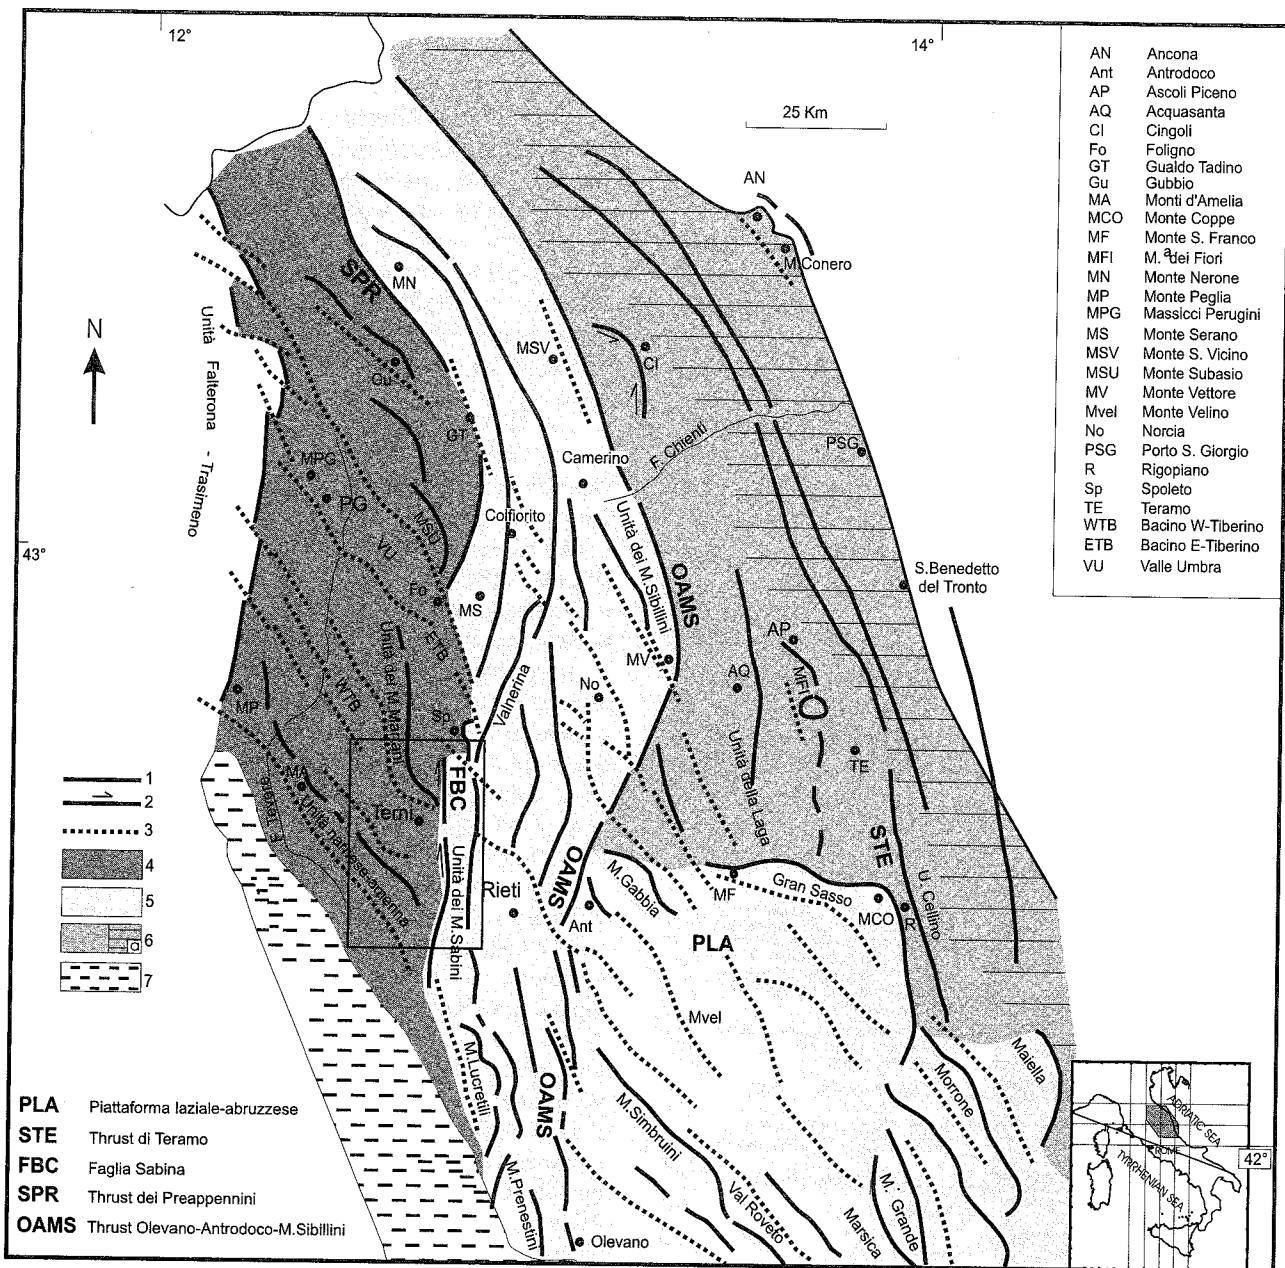 12°
14°
25 Km
AN Ancona
Ant Antrodoco
AP Ascoli Piceno
AQ Acquasanta
CI Cingoli
Fo Foligno
GT Gualdo Tadino
Gu Gubbio
MA Monti d'Amelia
MCO Monte Coppe
MF Monte S. Franco
MFI M.ª dei Fiori
MN Monte Nerone
MP Monte Peglia
MPG Massicci Perugini
MS Monte Serano
MSV Monte S. Vicino
MSU Monte Subasio
MV Monte Vettore
Mvel Monte Velino
No Norcia
PSG Porto S. Giorgio
R Rigopiano
Sp Spoleto
TE Teramo
WTB Bacino W-Tiberino
ETB Bacino E-Tiberino
VU Valle Umbra
AN
M.Conero
SPR
MN
N
Unità Falterona - Trasimeno
MSV
CI
Gu
GT
F. Chienti
PSG
MPG
PG
Camerino
Colfiorito
MSU
VU
43°
Unità dei M.Sibillini
OAMS
S.Benedetto
del Tronto
Fo
MS
ETB
Unità dei M.Martani
AP
MV
AQ
MFI
No
Valnerina
MP
WTB
Sp
Unità della Laga
TE
MA
F. Tevere
Unità narnense-amerina
Terni
FBC
STE
1
2
3
4
5
6
7
Unità dei M.Sabini
Rieti
OAMS
Ant
M.Gabbia
MF
Gran Sasso
MCO
R
U. Cellino
PLA
Mvel
M.Lucretili
OAMS
M.Simbruini
Morrone
Maiella
M.Prenestini
Val Roveto
Marsica
M. Grande
Olevano
PLA Piattaforma laziale-abruzzese
STE Thrust di Teramo
FBC Faglia Sabina
SPR Thrust dei Preappennini
OAMS Thrust Olevano-Antrodoco-M.Sibillini
ADRIATIC SEA
ROME
TYRRHENIAN SEA
42°